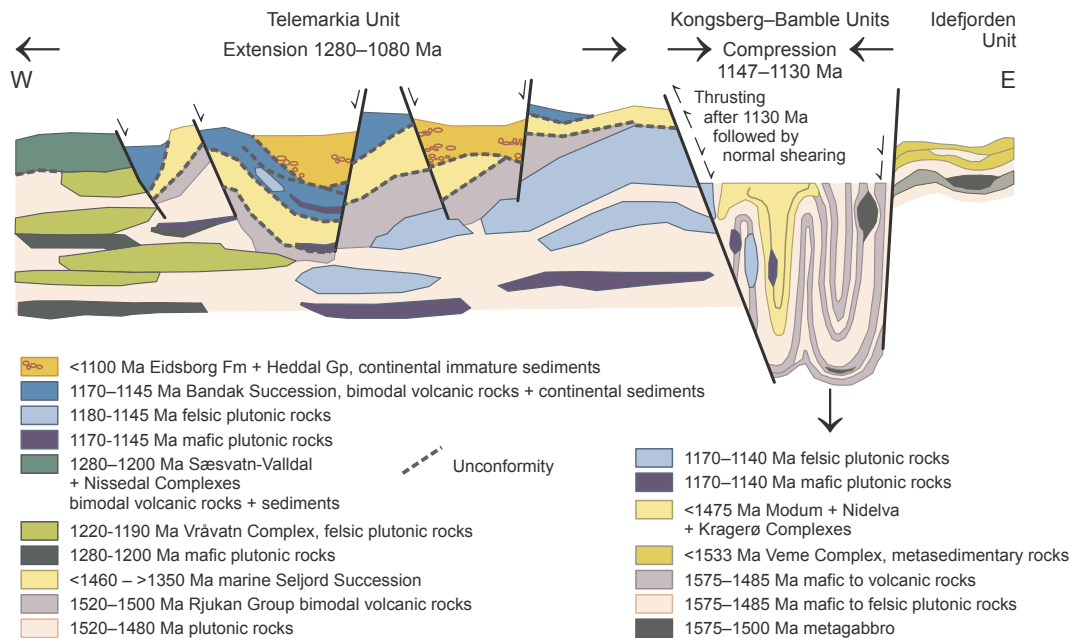 Telemarkia Unit
Extension 1280–1080 Ma
Kongsberg–Bamble Units
Compression
1147–1130 Ma
Idefjorden
Unit
W
E
Thrusting
after 1130 Ma
followed by
normal shearing
<1100 Ma Eidsborg Fm + Heddal Gp, continental immature sediments
1170–1145 Ma Bandak Succession, bimodal volcanic rocks + continental sediments
1180-1145 Ma felsic plutonic rocks
1170-1145 Ma mafic plutonic rocks
1280–1200 Ma Sæsvatn-Valldal
+ Nissedal Complexes
bimodal volcanic rocks + sediments
1220-1190 Ma Vråvatn Complex, felsic plutonic rocks
1280-1200 Ma mafic plutonic rocks
<1460 – >1350 Ma marine Seljord Succession
1520–1500 Ma Rjukan Group bimodal volcanic rocks
1520–1480 Ma plutonic rocks
Unconformity
1170–1140 Ma felsic plutonic rocks
1170–1140 Ma mafic plutonic rocks
<1475 Ma Modum + Nidelva
+ Kragerø Complexes
<1533 Ma Veme Complex, metasedimentary rocks
1575–1485 Ma mafic to volcanic rocks
1575–1485 Ma mafic to felsic plutonic rocks
1575–1500 Ma metagabbro